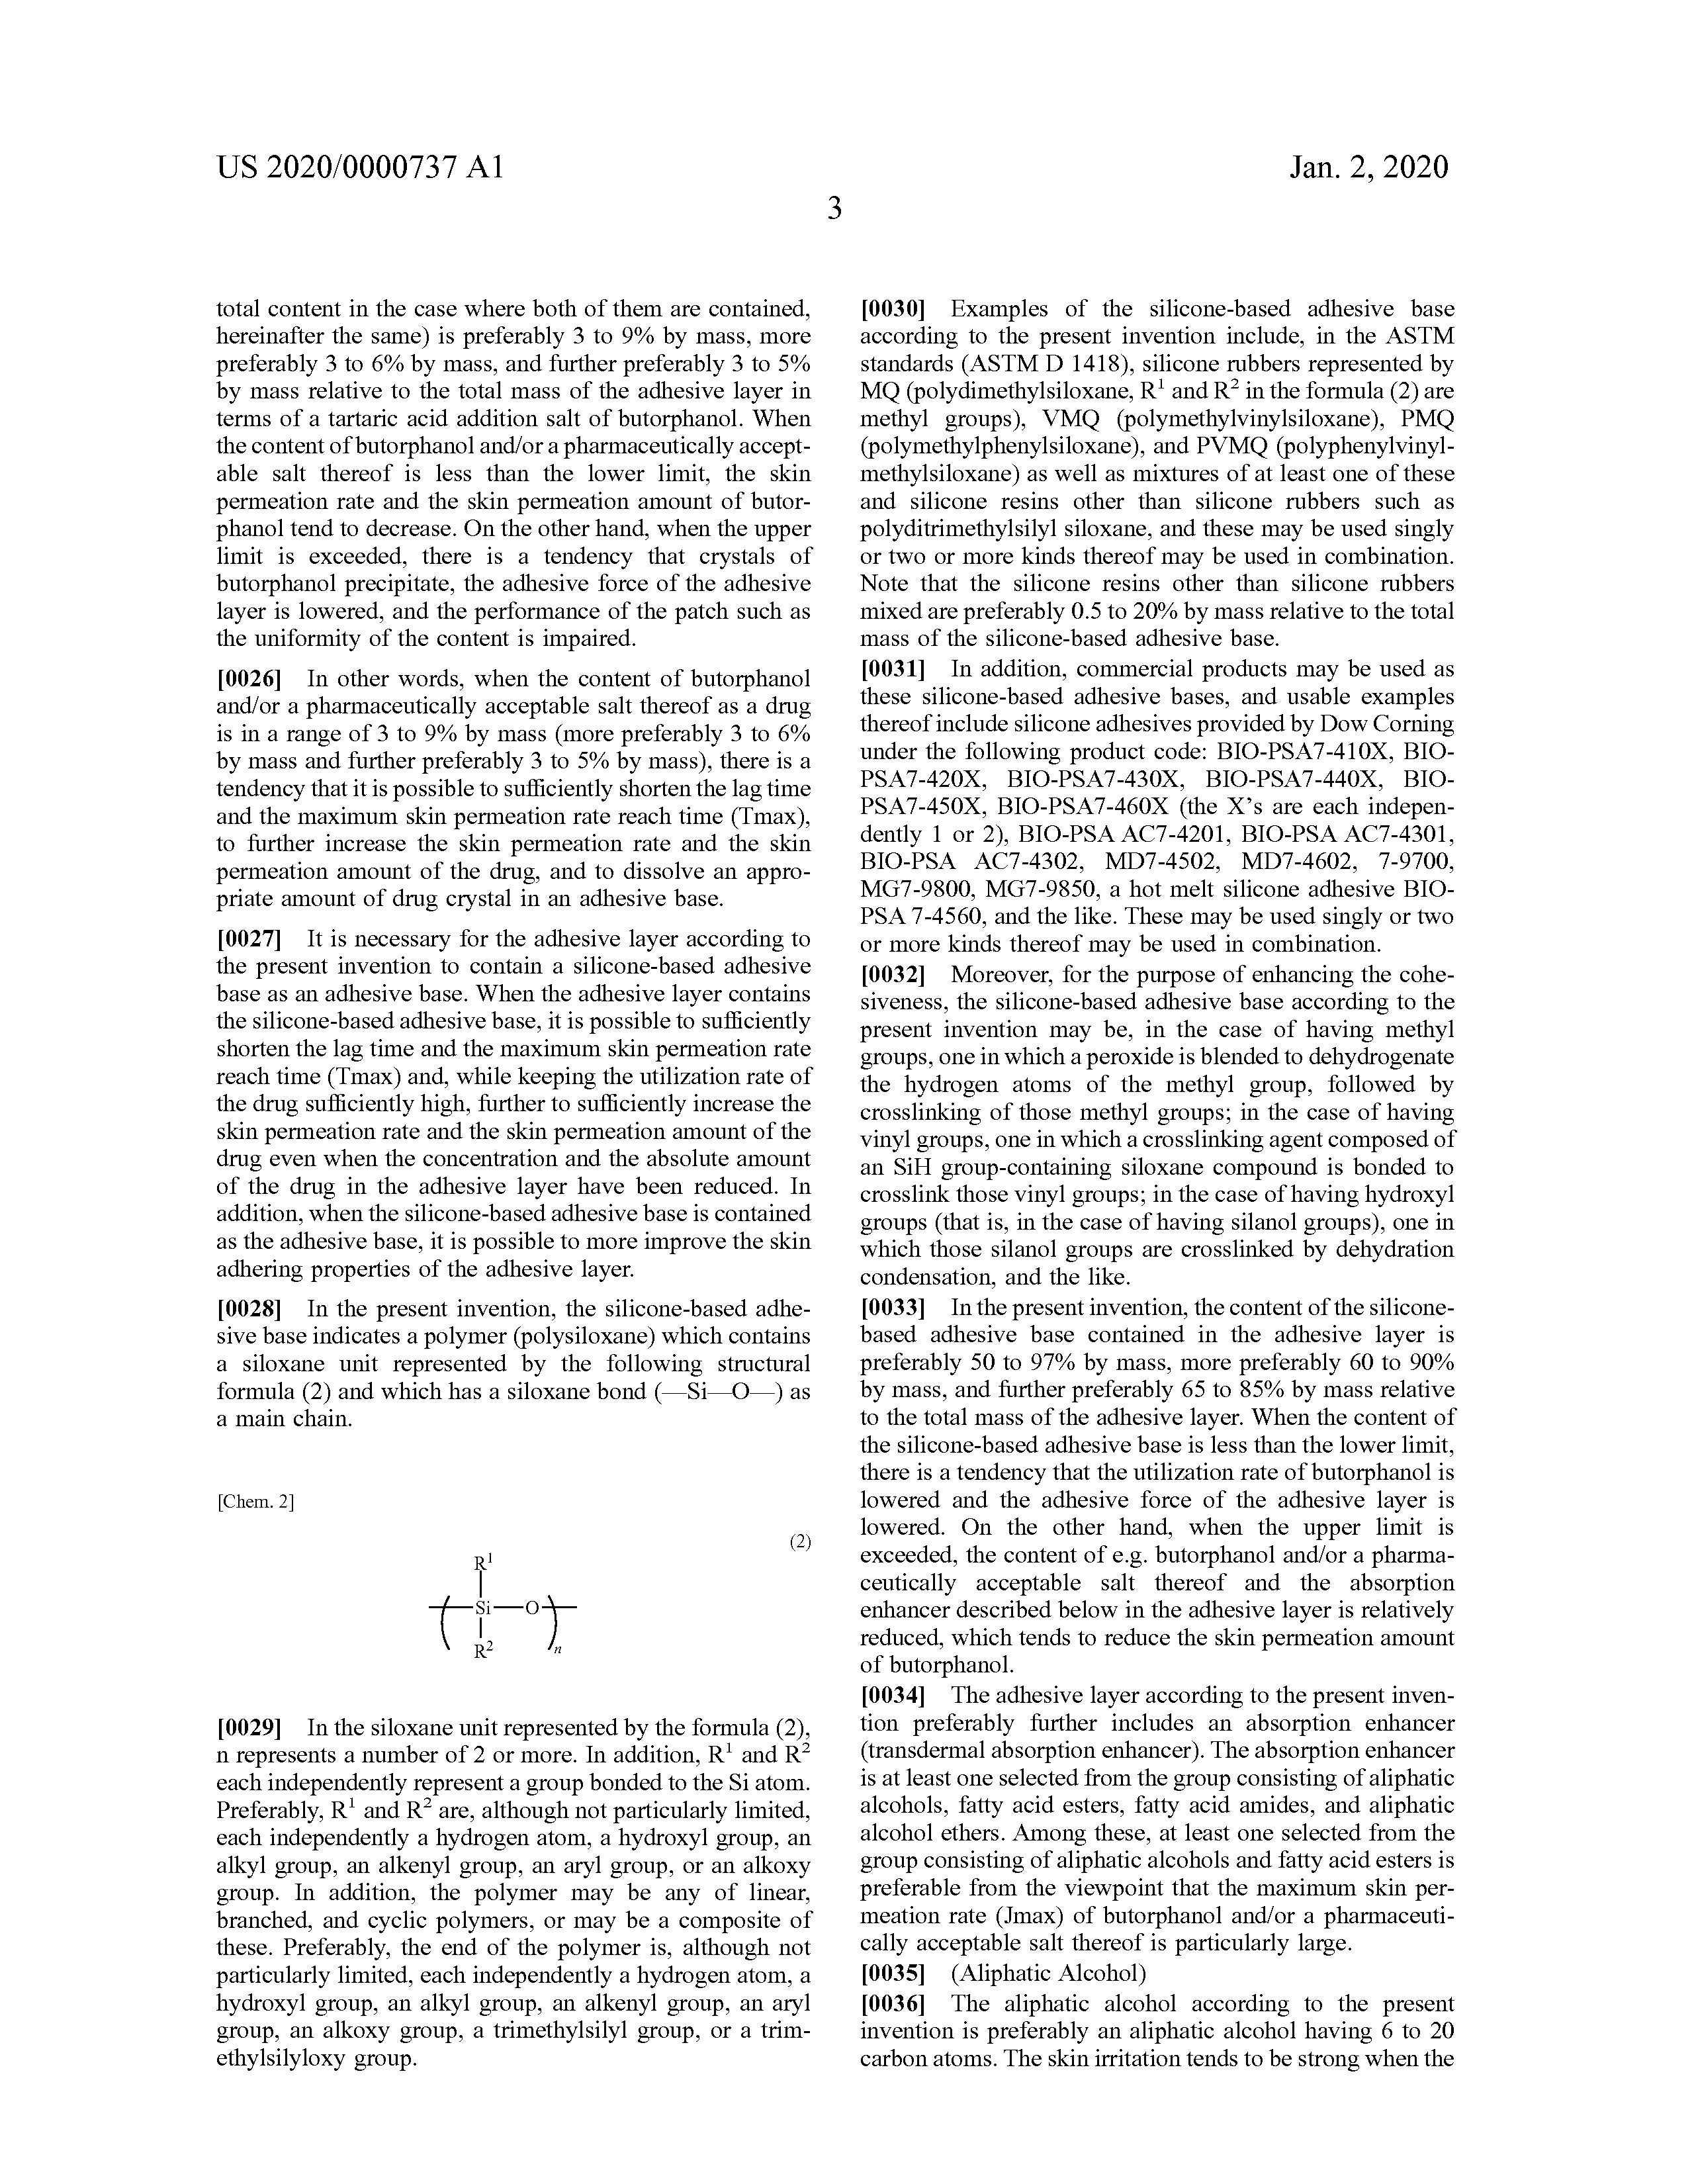 US 2020/0000737 A1
Jan. 2, 2020
3
total content in the case where both of them are contained,
hereinafter the same) is preferably 3 to 9% by mass, more
preferably 3 to 6% by mass, and further preferably 3 to 5%
by mass relative to the total mass of the adhesive layer in
terms of a tartaric acid addition salt of butorphanol. When
the content of butorphanol and/or a pharmaceutically accept-
able salt thereof is less than the lower limit, the skin
permeation rate and the skin permeation amount of butor-
phanol tend to decrease. On the other hand, when the upper
limit is exceeded, there is a tendency that crystals of
butorphanol precipitate, the adhesive force of the adhesive
layer is lowered, and the performance of the patch such as
the uniformity of the content is impaired.
[0026] In other words, when the content of butorphanol
and/or a pharmaceutically acceptable salt thereof as a drug
is in a range of 3 to 9% by mass (more preferably 3 to 6%
by mass and further preferably 3 to 5% by mass), there is a
tendency that it is possible to sufficiently shorten the lag time
and the maximum skin permeation rate reach time (Tmax),
to further increase the skin permeation rate and the skin
permeation amount of the drug, and to dissolve an appro-
priate amount of drug crystal in an adhesive base.
[0027] It is necessary for the adhesive layer according to
the present invention to contain a silicone-based adhesive
base as an adhesive base. When the adhesive layer contains
the silicone-based adhesive base, it is possible to sufficiently
shorten the lag time and the maximum skin permeation rate
reach time (Tmax) and, while keeping the utilization rate of
the drug sufficiently high, further to sufficiently increase the
skin permeation rate and the skin permeation amount of the
drug even when the concentration and the absolute amount
of the drug in the adhesive layer have been reduced. In
addition, when the silicone-based adhesive base is contained
as the adhesive base, it is possible to more improve the skin
adhering properties of the adhesive layer.
[0028] In the present invention, the silicone-based adhe-
sive base indicates a polymer (polysiloxane) which contains
a siloxane unit represented by the following structural
formula (2) and which has a siloxane bond (—Si—O—) as
a main chain.
[Chem. 2]
(2)
R¹
Si—O
R²
n
[0029] In the siloxane unit represented by the formula (2),
n represents a number of 2 or more. In addition, R¹ and R²
each independently represent a group bonded to the Si atom.
Preferably, R¹ and R² are, although not particularly limited,
each independently a hydrogen atom, a hydroxyl group, an
alkyl group, an alkenyl group, an aryl group, or an alkoxy
group. In addition, the polymer may be any of linear,
branched, and cyclic polymers, or may be a composite of
these. Preferably, the end of the polymer is, although not
particularly limited, each independently a hydrogen atom, a
hydroxyl group, an alkyl group, an alkenyl group, an aryl
group, an alkoxy group, a trimethylsilyl group, or a trim-
ethylsilyloxy group.
[0030] Examples of the silicone-based adhesive base
according to the present invention include, in the ASTM
standards (ASTM D 1418), silicone rubbers represented by
MQ (polydimethylsiloxane, R¹ and R² in the formula (2) are
methyl groups), VMQ (polymethylvinylsiloxane), PMQ
(polymethylphenylsiloxane), and PVMQ (polyphenylvinyl-
methylsiloxane) as well as mixtures of at least one of these
and silicone resins other than silicone rubbers such as
polyditrimethylsilyl siloxane, and these may be used singly
or two or more kinds thereof may be used in combination.
Note that the silicone resins other than silicone rubbers
mixed are preferably 0.5 to 20% by mass relative to the total
mass of the silicone-based adhesive base.
[0031] In addition, commercial products may be used as
these silicone-based adhesive bases, and usable examples
thereof include silicone adhesives provided by Dow Corning
under the following product code: BIO-PSA7-410X, BIO-
PSA7-420X, BIO-PSA7-430X, BIO-PSA7-440X, BIO-
PSA7-450X, BIO-PSA7-460X (the X’s are each indepen-
dently 1 or 2), BIO-PSA AC7-4201, BIO-PSA AC7-4301,
BIO-PSA AC7-4302, MD7-4502, MD7-4602, 7-9700,
MG7-9800, MG7-9850, a hot melt silicone adhesive BIO-
PSA 7-4560, and the like. These may be used singly or two
or more kinds thereof may be used in combination.
[0032] Moreover, for the purpose of enhancing the cohe-
siveness, the silicone-based adhesive base according to the
present invention may be, in the case of having methyl
groups, one in which a peroxide is blended to dehydrogenate
the hydrogen atoms of the methyl group, followed by
crosslinking of those methyl groups; in the case of having
vinyl groups, one in which a crosslinking agent composed of
an SiH group-containing siloxane compound is bonded to
crosslink those vinyl groups; in the case of having hydroxyl
groups (that is, in the case of having silanol groups), one in
which those silanol groups are crosslinked by dehydration
condensation, and the like.
[0033] In the present invention, the content of the silicone-
based adhesive base contained in the adhesive layer is
preferably 50 to 97% by mass, more preferably 60 to 90%
by mass, and further preferably 65 to 85% by mass relative
to the total mass of the adhesive layer. When the content of
the silicone-based adhesive base is less than the lower limit,
there is a tendency that the utilization rate of butorphanol is
lowered and the adhesive force of the adhesive layer is
lowered. On the other hand, when the upper limit is
exceeded, the content of e.g. butorphanol and/or a pharma-
ceutically acceptable salt thereof and the absorption
enhancer described below in the adhesive layer is relatively
reduced, which tends to reduce the skin permeation amount
of butorphanol.
[0034] The adhesive layer according to the present inven-
tion preferably further includes an absorption enhancer
(transdermal absorption enhancer). The absorption enhancer
is at least one selected from the group consisting of aliphatic
alcohols, fatty acid esters, fatty acid amides, and aliphatic
alcohol ethers. Among these, at least one selected from the
group consisting of aliphatic alcohols and fatty acid esters is
preferable from the viewpoint that the maximum skin per-
meation rate (Jmax) of butorphanol and/or a pharmaceuti-
cally acceptable salt thereof is particularly large.
[0035] (Aliphatic Alcohol)
[0036] The aliphatic alcohol according to the present
invention is preferably an aliphatic alcohol having 6 to 20
carbon atoms. The skin irritation tends to be strong when the